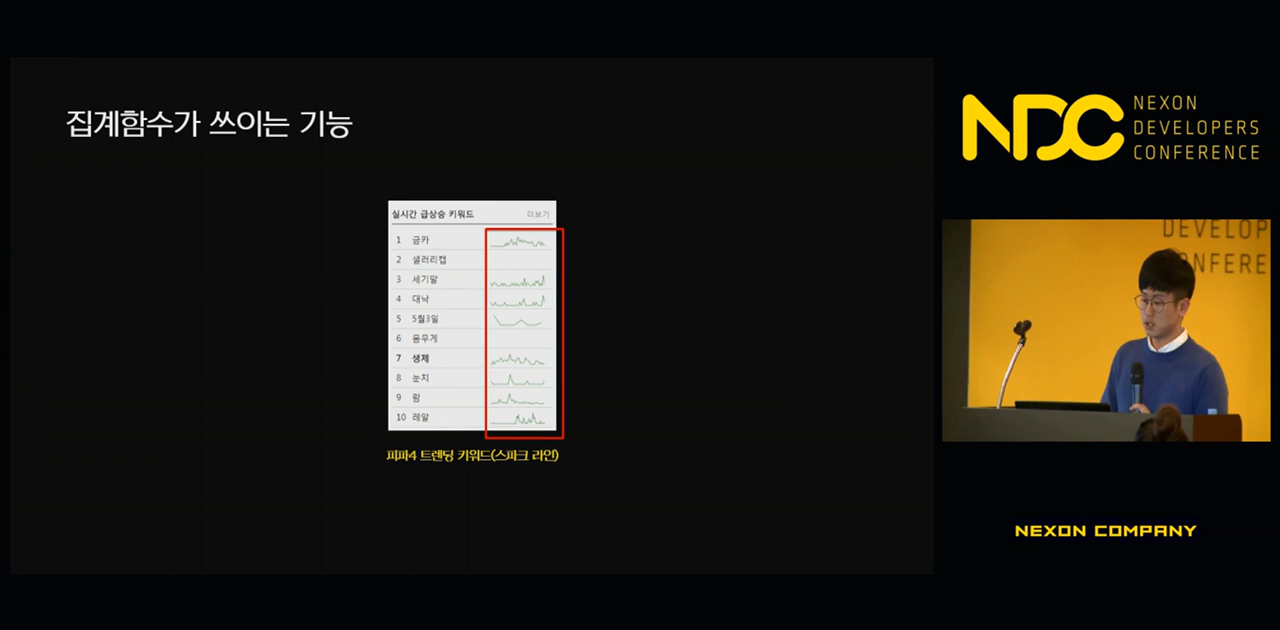 집계함수가 쓰이는 기능
실시간 급상승 키워드 더보기
1 금카
2 샐러리캡
3 세기말
4 대낙
5 5월3일
6 몸무게
7 생제
8 눈치
9 람
10 레알
피파4 트렌딩 키워드(스파크 라인)
NDC
NEXON
DEVELOPERS
CONFERENCE
DEVELOP
ONFERE
NEXON COMPANY